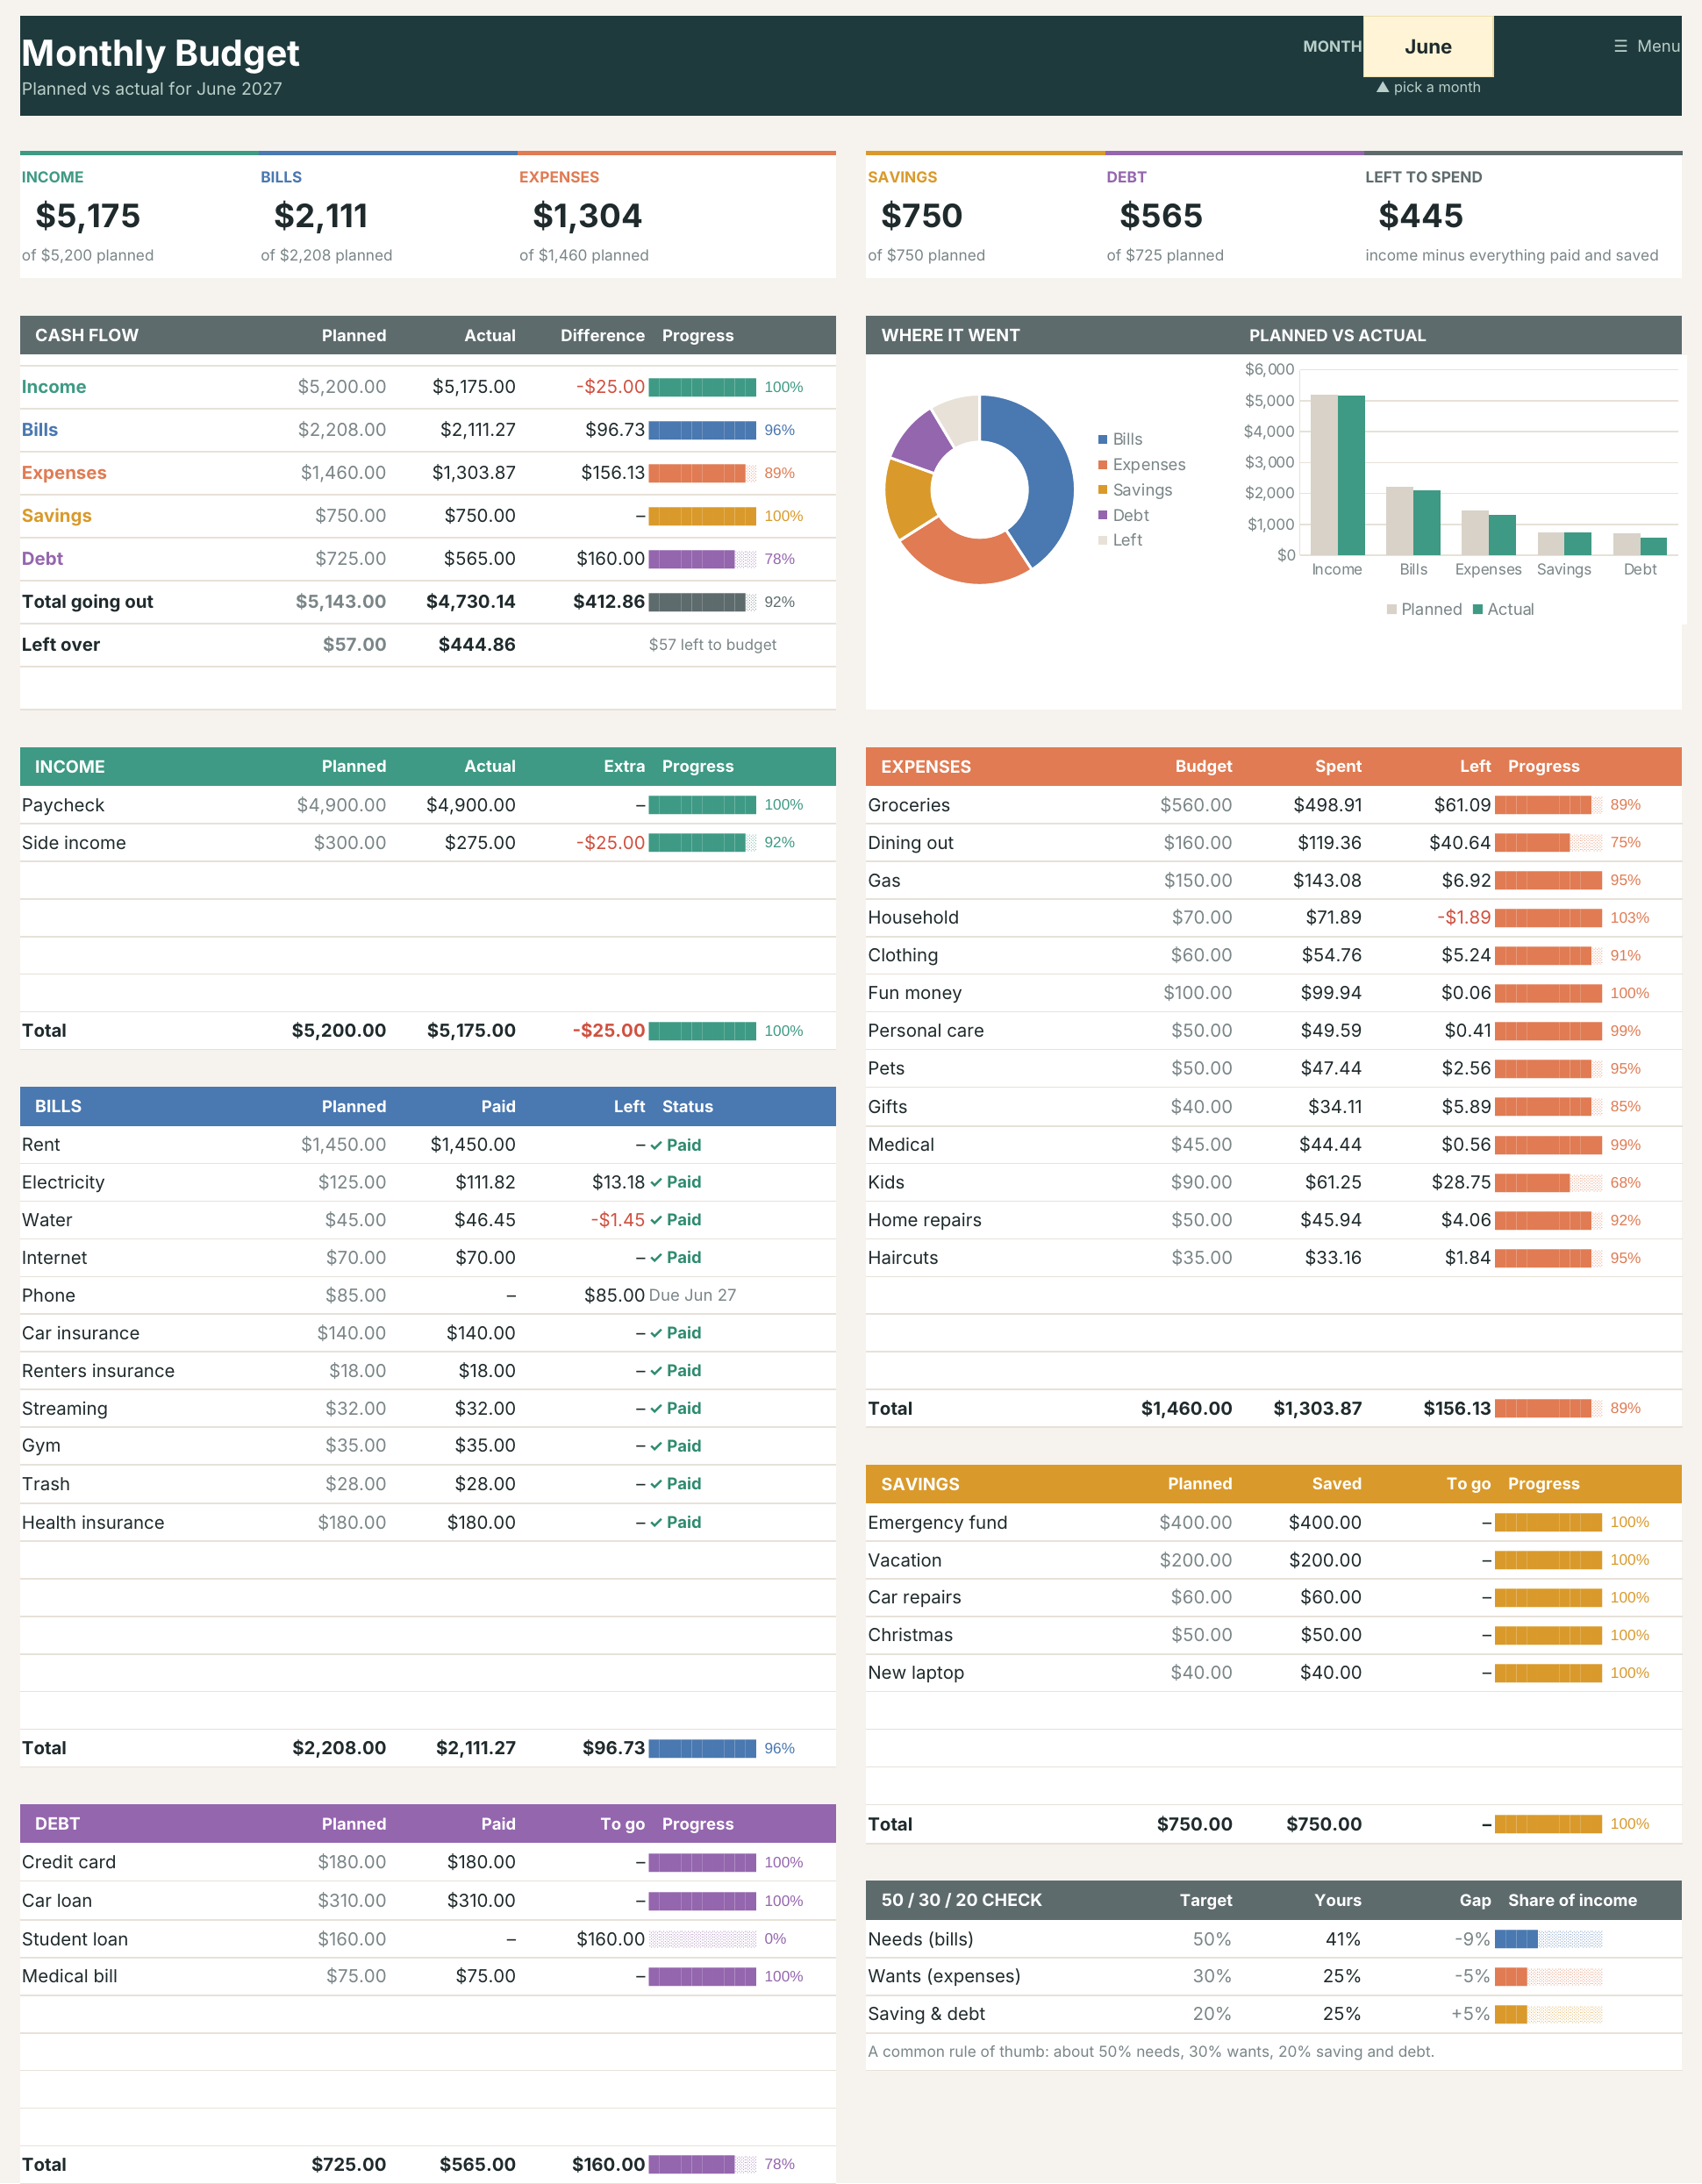 Monthly Budget
Planned vs actual for June 2027
MONTH June
▲ pick a month
☰ Menu
INCOME BILLS EXPENSES
$5,175 $2,111 $1,304
of $5,200 planned of $2,208 planned of $1,460 planned
SAVINGS DEBT LEFT TO SPEND
$750 $565 $445
of $750 planned of $725 planned income minus everything paid and saved
CASH FLOW Planned Actual Difference Progress
Income $5,200.00 $5,175.00 -$25.00 100%
Bills $2,208.00 $2,111.27 $96.73 96%
Expenses $1,460.00 $1,303.87 $156.13 89%
Savings $750.00 $750.00 – 100%
Debt $725.00 $565.00 $160.00 78%
Total going out $5,143.00 $4,730.14 $412.86 92%
Left over $57.00 $444.86 $57 left to budget
WHERE IT WENT
Bills
Expenses
Savings
Debt
Left
PLANNED VS ACTUAL
$6,000
$5,000
$4,000
$3,000
$2,000
$1,000
$0
Income Bills Expenses Savings Debt
Planned Actual
INCOME Planned Actual Extra Progress
Paycheck $4,900.00 $4,900.00 – 100%
Side income $300.00 $275.00 -$25.00 92%
Total $5,200.00 $5,175.00 -$25.00 100%
BILLS Planned Paid Left Status
Rent $1,450.00 $1,450.00 – ✓ Paid
Electricity $125.00 $111.82 $13.18 ✓ Paid
Water $45.00 $46.45 -$1.45 ✓ Paid
Internet $70.00 $70.00 – ✓ Paid
Phone $85.00 – $85.00 Due Jun 27
Car insurance $140.00 $140.00 – ✓ Paid
Renters insurance $18.00 $18.00 – ✓ Paid
Streaming $32.00 $32.00 – ✓ Paid
Gym $35.00 $35.00 – ✓ Paid
Trash $28.00 $28.00 – ✓ Paid
Health insurance $180.00 $180.00 – ✓ Paid
Total $2,208.00 $2,111.27 $96.73 96%
DEBT Planned Paid To go Progress
Credit card $180.00 $180.00 – 100%
Car loan $310.00 $310.00 – 100%
Student loan $160.00 – $160.00 0%
Medical bill $75.00 $75.00 – 100%
Total $725.00 $565.00 $160.00 78%
EXPENSES Budget Spent Left Progress
Groceries $560.00 $498.91 $61.09 89%
Dining out $160.00 $119.36 $40.64 75%
Gas $150.00 $143.08 $6.92 95%
Household $70.00 $71.89 -$1.89 103%
Clothing $60.00 $54.76 $5.24 91%
Fun money $100.00 $99.94 $0.06 100%
Personal care $50.00 $49.59 $0.41 99%
Pets $50.00 $47.44 $2.56 95%
Gifts $40.00 $34.11 $5.89 85%
Medical $45.00 $44.44 $0.56 99%
Kids $90.00 $61.25 $28.75 68%
Home repairs $50.00 $45.94 $4.06 92%
Haircuts $35.00 $33.16 $1.84 95%
Total $1,460.00 $1,303.87 $156.13 89%
SAVINGS Planned Saved To go Progress
Emergency fund $400.00 $400.00 – 100%
Vacation $200.00 $200.00 – 100%
Car repairs $60.00 $60.00 – 100%
Christmas $50.00 $50.00 – 100%
New laptop $40.00 $40.00 – 100%
Total $750.00 $750.00 – 100%
50 / 30 / 20 CHECK Target Yours Gap Share of income
Needs (bills) 50% 41% -9%
Wants (expenses) 30% 25% -5%
Saving & debt 20% 25% +5%
A common rule of thumb: about 50% needs, 30% wants, 20% saving and debt.